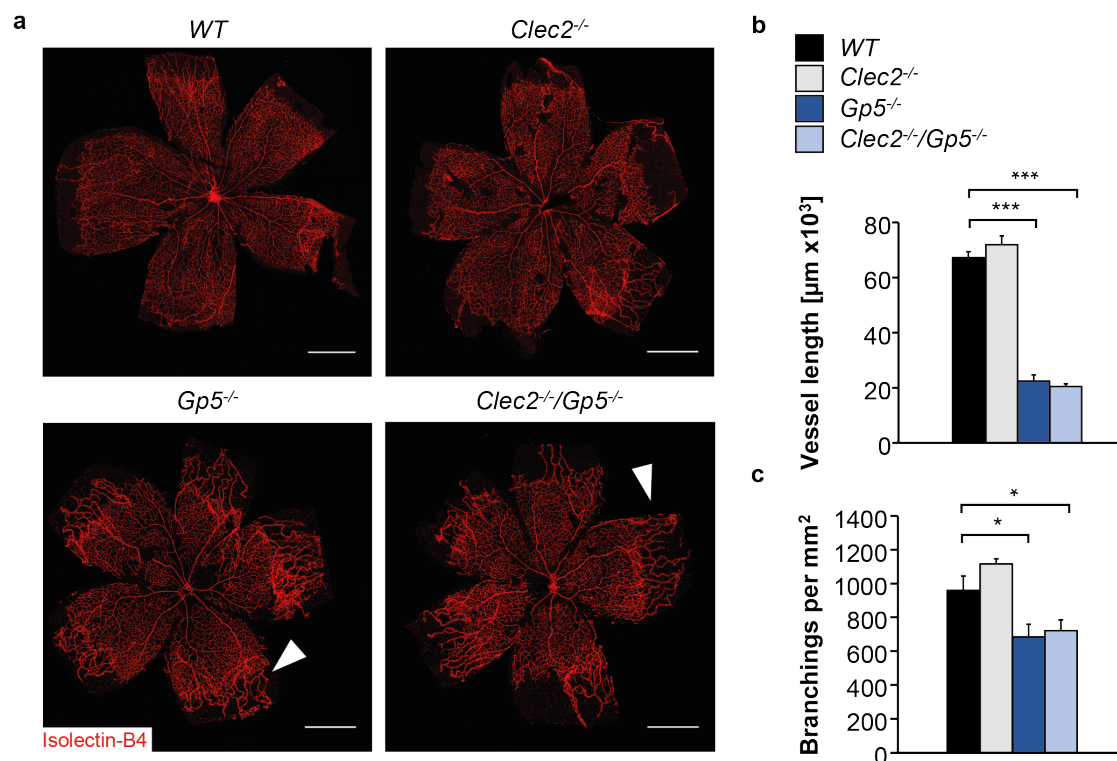 a
WT
Clec2-/-
Gp5-/-
Clec2-/-/Gp5-/-
Isolectin-B4
b
WT
Clec2-/-
Gp5-/-
Clec2-/-/Gp5-/-
***
***
Vessel length [µm x10³]
80
60
40
20
0
c
*
*
Branchings per mm²
1400
1200
1000
800
600
400
200
0